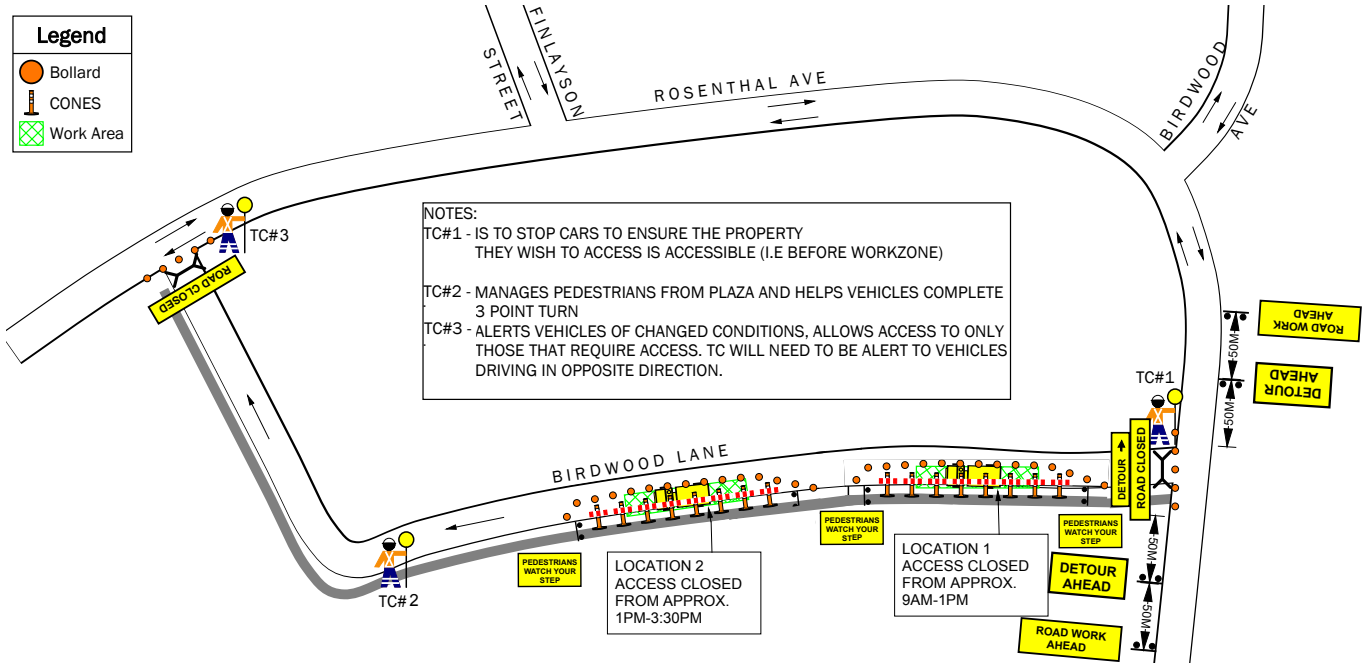 Legend
Bollard
CONES
Work Area
FINLAYSON
STREET
ROSENTHAL AVE
BIRDWOOD
AVE
TC#3
ROAD CLOSED
NOTES:
TC#1 - IS TO STOP CARS TO ENSURE THE PROPERTY
THEY WISH TO ACCESS IS ACCESSIBLE (I.E BEFORE WORKZONE)
TC#2 - MANAGES PEDESTRIANS FROM PLAZA AND HELPS VEHICLES COMPLETE
3 POINT TURN
TC#3 - ALERTS VEHICLES OF CHANGED CONDITIONS, ALLOWS ACCESS TO ONLY
THOSE THAT REQUIRE ACCESS. TC WILL NEED TO BE ALERT TO VEHICLES
DRIVING IN OPPOSITE DIRECTION.
ROAD WORK
AHEAD
50M
DETOUR
AHEAD
50M
TC#1
DETOUR
ROAD CLOSED
BIRDWOOD LANE
PEDESTRIANS
WATCH YOUR
STEP
PEDESTRIANS
WATCH YOUR
STEP
PEDESTRIANS
WATCH YOUR
STEP
LOCATION 2
ACCESS CLOSED
FROM APPROX.
1PM-3:30PM
LOCATION 1
ACCESS CLOSED
FROM APPROX.
9AM-1PM
50M
DETOUR
AHEAD
50M
ROAD WORK
AHEAD
TC#2